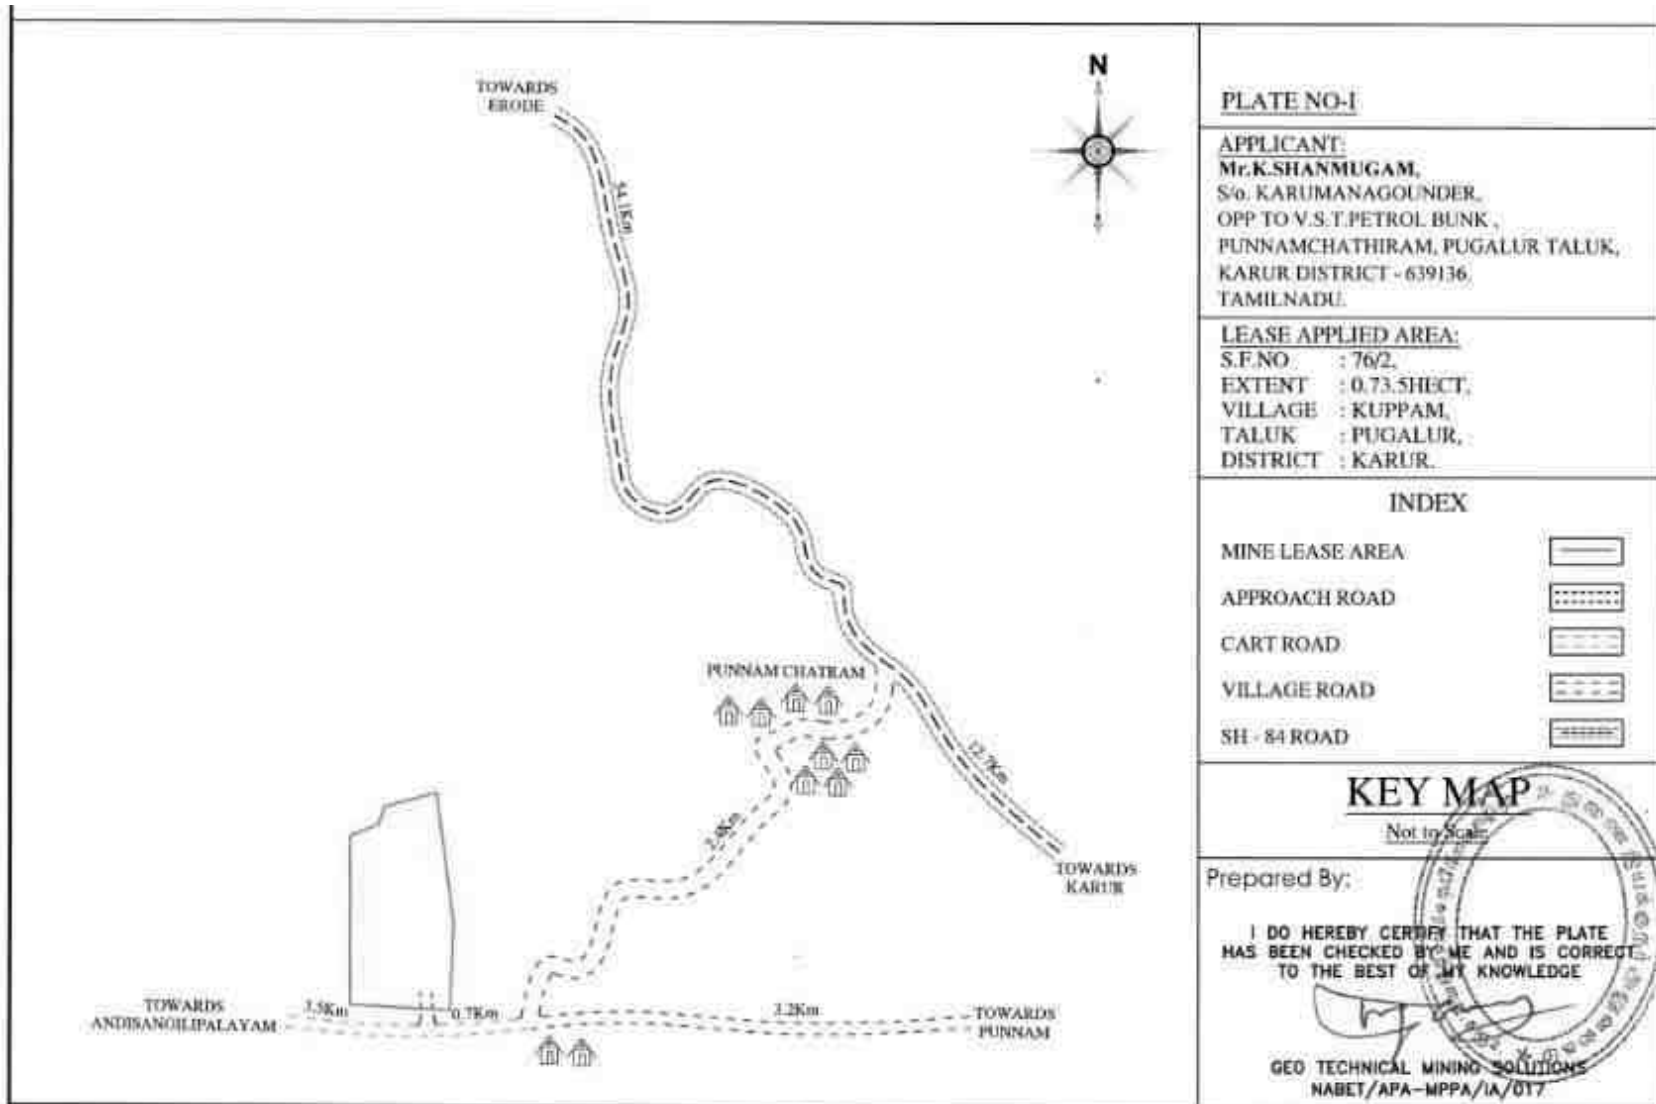 TOWARDS
ERODE
54.1Km
N
PUNNAM CHATRAM
12.7Km
TOWARDS
KARUR
TOWARDS
ANDISANGILIPALAYAM
0.7Km
3.2Km
TOWARDS
PUNNAM
PLATE NO-I
APPLICANT:
Mr.K.SHANMUGAM,
S/o. KARUMANAGOUNDER,
OPP TO V.S.T.PETROL BUNK,
PUNNAMCHATHIRAM, PUGALUR TALUK,
KARUR DISTRICT - 639136.
TAMILNADU.
LEASE APPLIED AREA:
S.F.NO : 76/2,
EXTENT : 0.73.5HECT,
VILLAGE : KUPPAM,
TALUK : PUGALUR,
DISTRICT : KARUR.
INDEX
MINE LEASE AREA
APPROACH ROAD
CART ROAD
VILLAGE ROAD
SH - 84 ROAD
KEY MAP
Not to Scale
Prepared By:
I DO HEREBY CERTIFY THAT THE PLATE
HAS BEEN CHECKED BY ME AND IS CORRECT
TO THE BEST OF MY KNOWLEDGE
GEO TECHNICAL MINING SOLUTIONS
NABET/APA-MPPA/IA/017